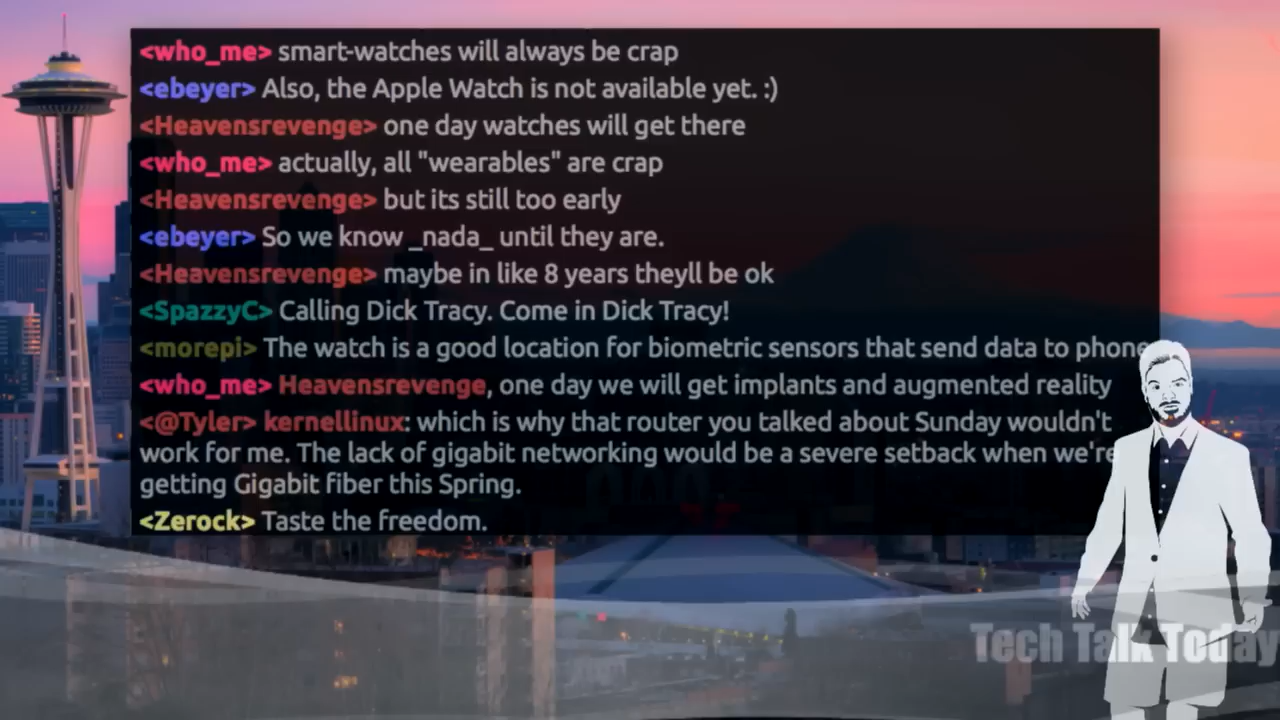 <who_me> smart-watches will always be crap
<ebeyer> Also, the Apple Watch is not available yet. :)
<Heavensrevenge> one day watches will get there
<who_me> actually, all "wearables" are crap
<Heavensrevenge> but its still too early
<ebeyer> So we know _nada_ until they are.
<Heavensrevenge> maybe in like 8 years theyll be ok
<SpazzyC> Calling Dick Tracy. Come in Dick Tracy!
<morepi> The watch is a good location for biometric sensors that send data to phone
<who_me> Heavensrevenge, one day we will get implants and augmented reality
<@Tyler> kernellinux: which is why that router you talked about Sunday wouldn't
work for me. The lack of gigabit networking would be a severe setback when we're
getting Gigabit fiber this Spring.
<Zerock> Taste the freedom.
Tech Talk Today